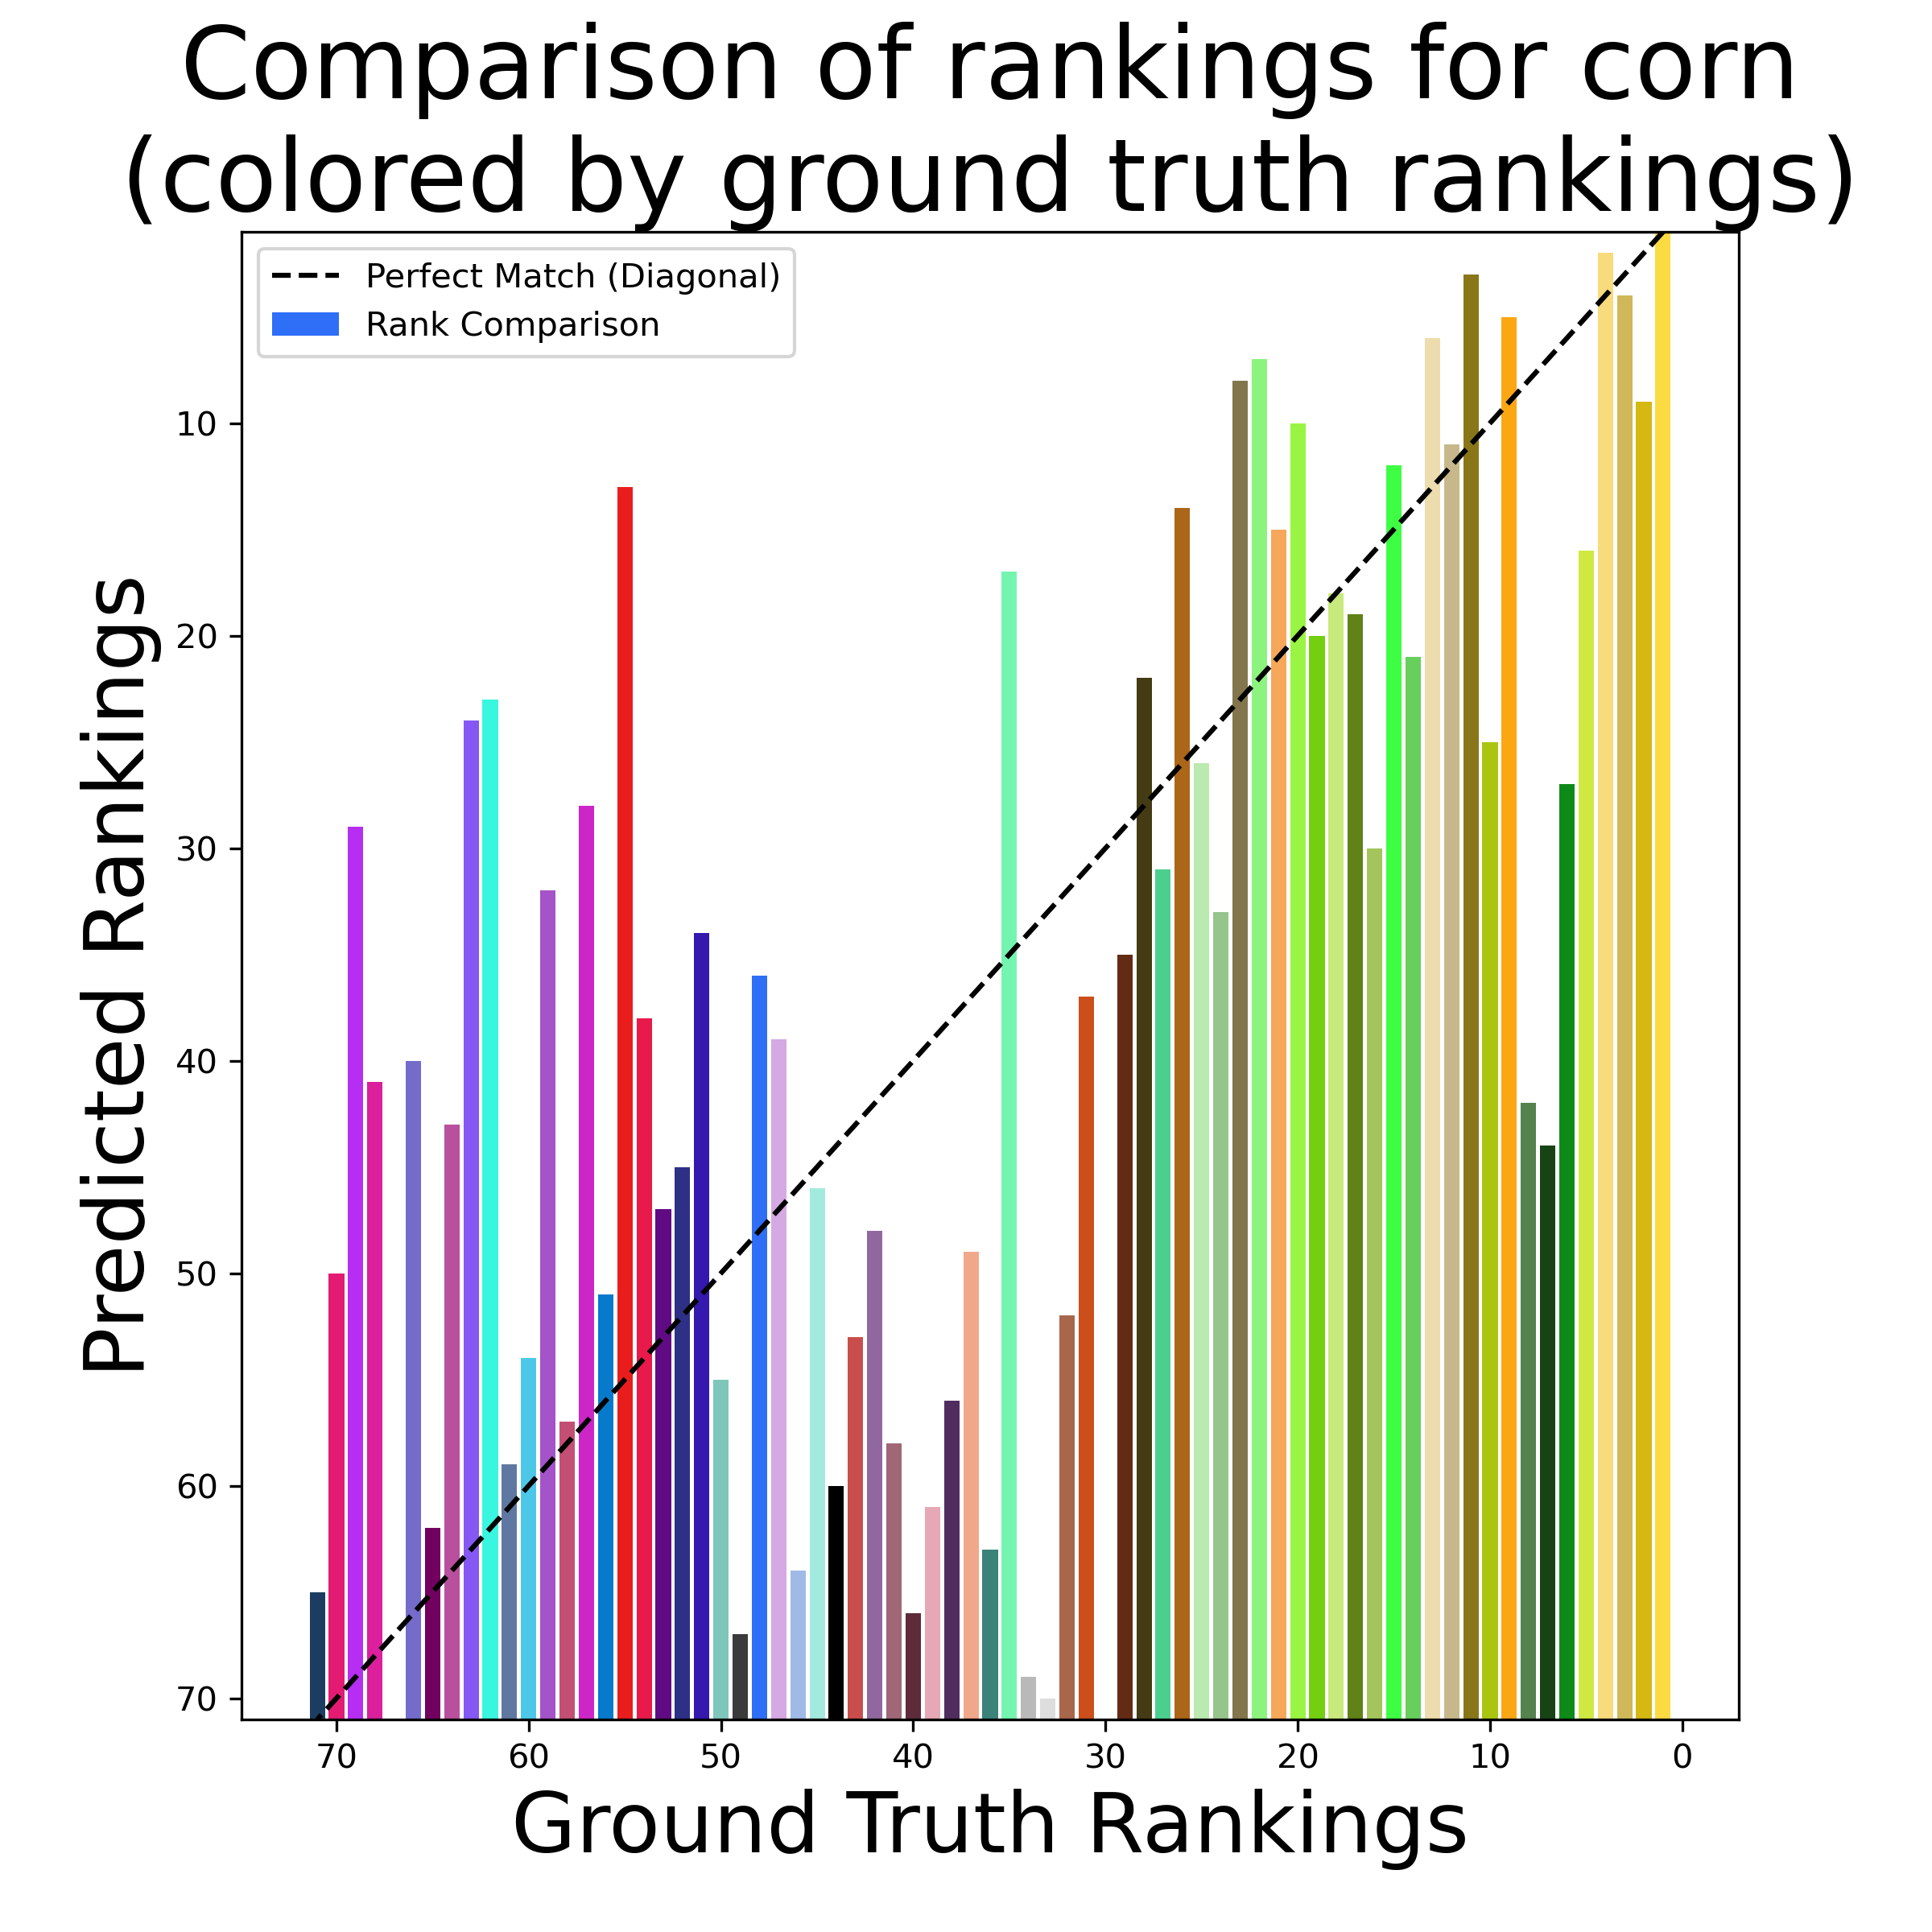 Comparison of rankings for corn
(colored by ground truth rankings)
Perfect Match (Diagonal)
Rank Comparison
Predicted Rankings
10
20
30
40
50
60
70
70 60 50 40 30 20 10 0
Ground Truth Rankings